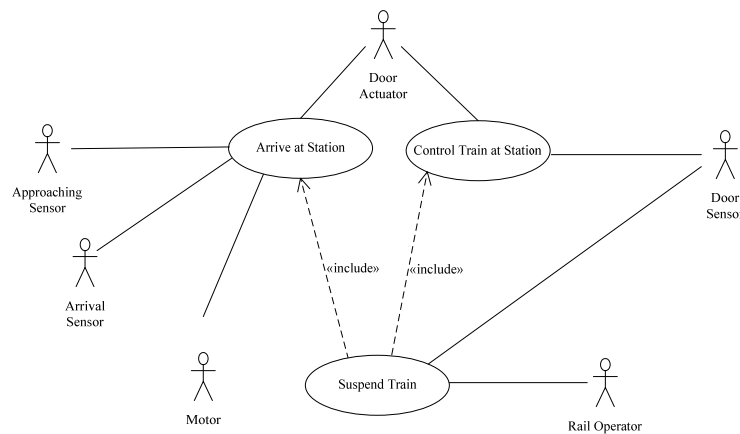 Door
Actuator
Arrive at Station
Control Train at Station
Approaching
Sensor
Door
Arrival
Sensor
«include»
«include»
Suspend Train
Motor
Rail Operator